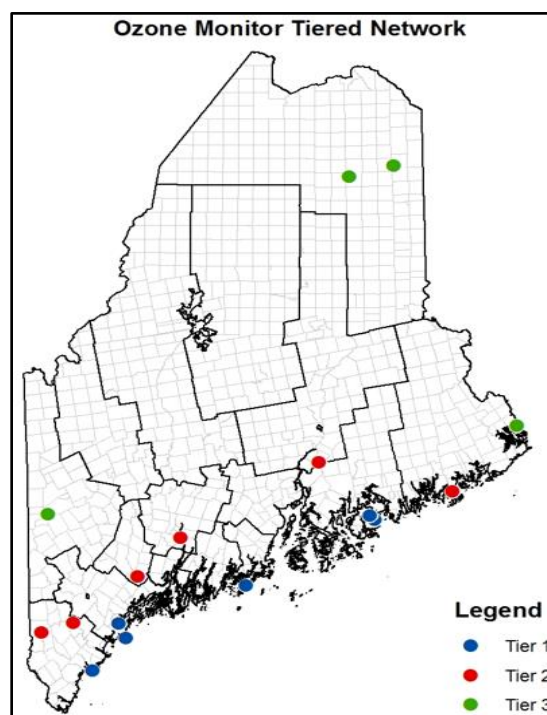 Ozone Monitor Tiered Network
Legend
Tier 1
Tier 2
Tier 3